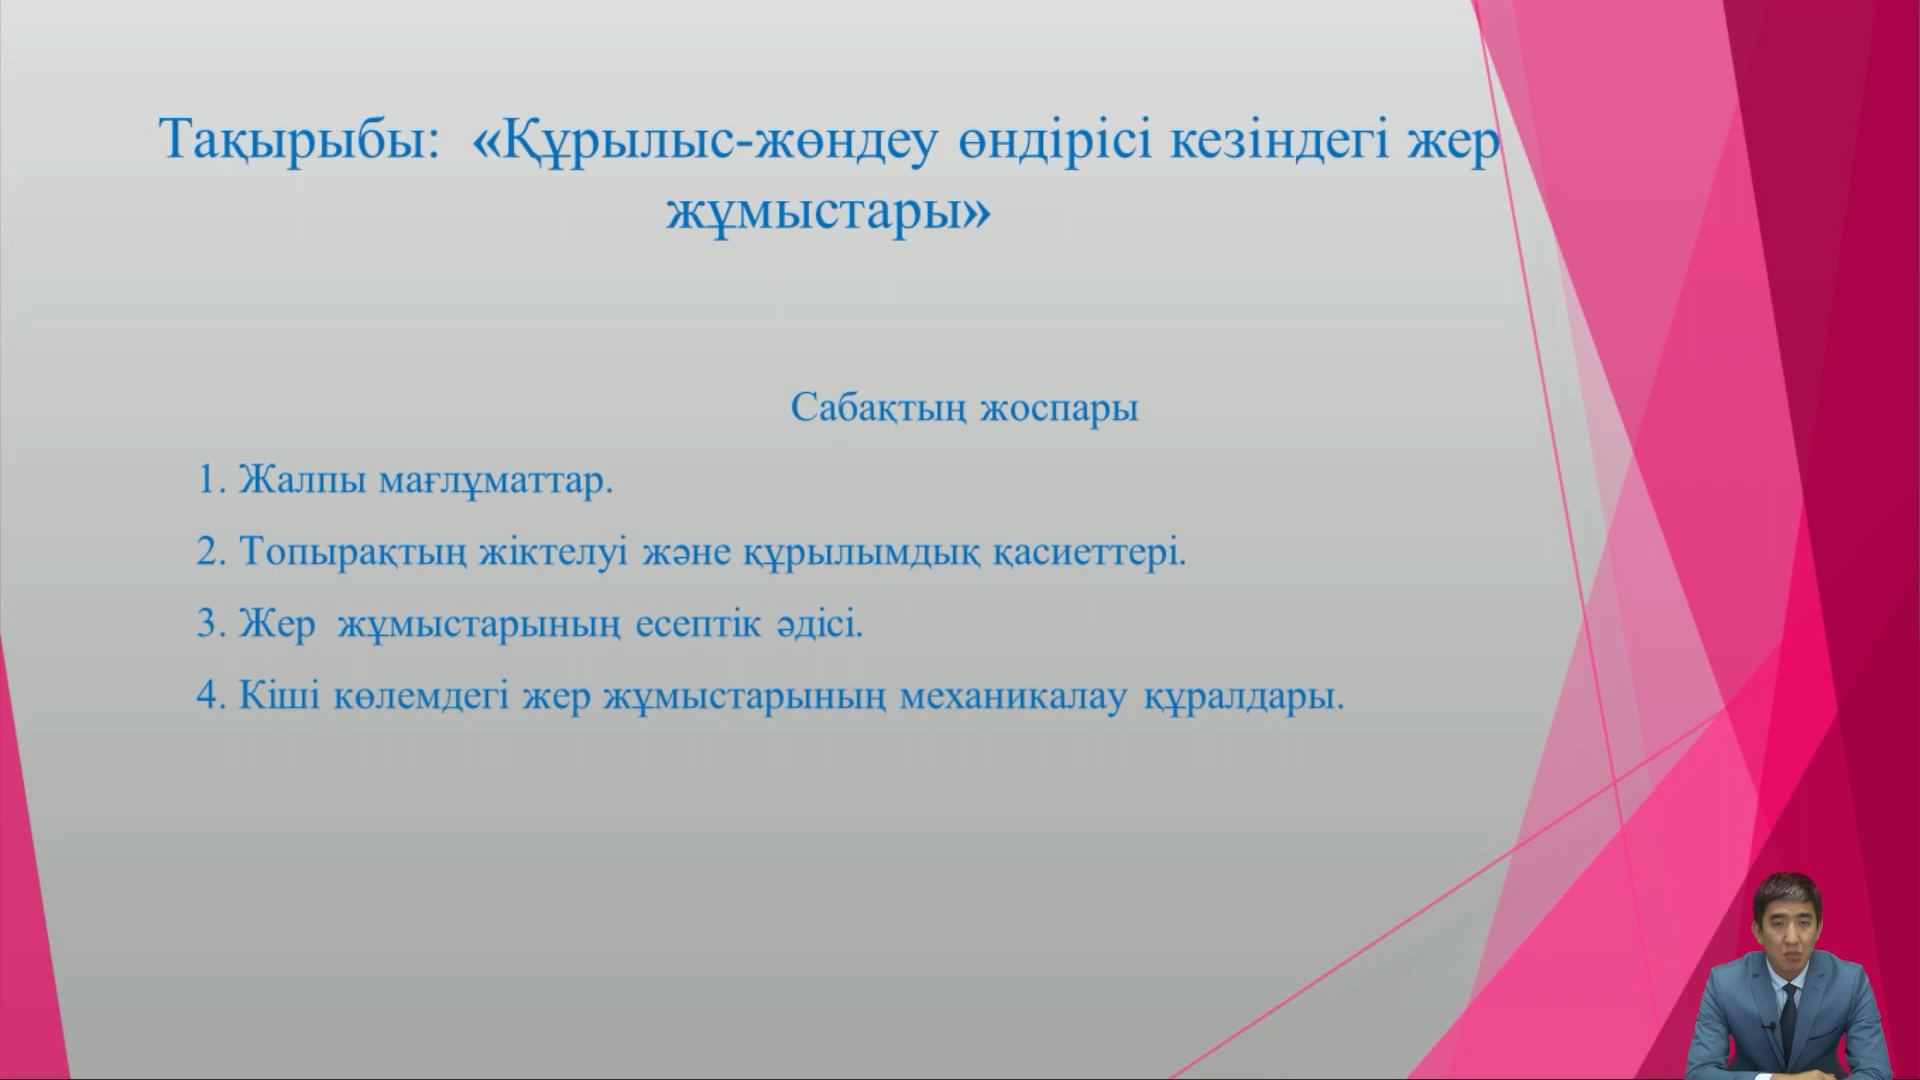 Тақырыбы: «Құрылыс-жөндеу өндірісі кезіндегі жер
жұмыстары»
Сабақтың жоспары
1. Жалпы мағлұматтар.
2. Топырақтың жіктелуі және құрылымдық қасиеттері.
3. Жер жұмыстарының есептік әдісі.
4. Кіші көлемдегі жер жұмыстарының механикалау құралдары.